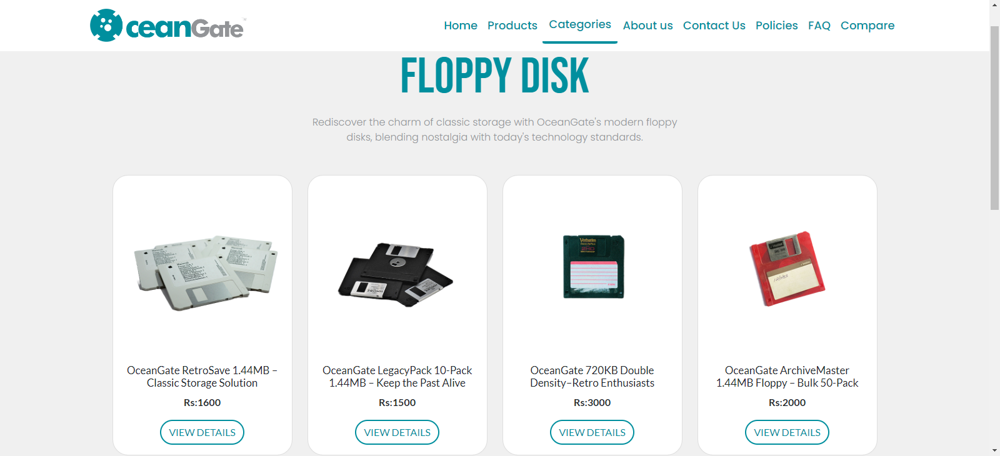 ceanGate
TM
Home Products Categories About us Contact Us Policies FAQ Compare
FLOPPY DISK
Rediscover the charm of classic storage with OceanGate's modern floppy
disks, blending nostalgia with today's technology standards.
Macintosh
Verbatim
2HD
OceanGate RetroSave 1.44MB –
Classic Storage Solution
Rs:1600
VIEW DETAILS
OceanGate LegacyPack 10-Pack
1.44MB – Keep the Past Alive
Rs:1500
VIEW DETAILS
OceanGate 720KB Double
Density–Retro Enthusiasts
Rs:3000
VIEW DETAILS
OceanGate ArchiveMaster
1.44MB Floppy – Bulk 50-Pack
Rs:2000
VIEW DETAILS